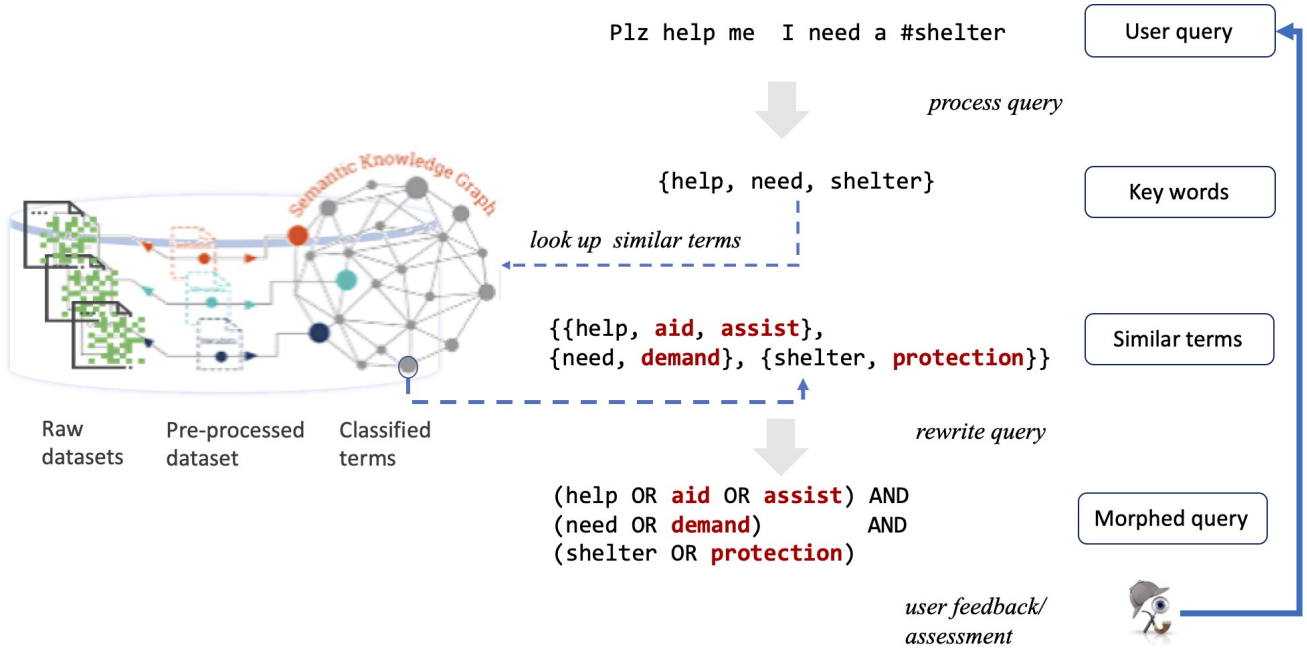 Plz help me  I need a #shelter
User query
process query
Semantic Knowledge Graph
{help, need, shelter}
Key words
look up  similar terms
{{help, aid, assist},
{need, demand}, {shelter, protection}}
Similar terms
Raw
datasets
Pre-processed
dataset
Classified
terms
rewrite query
(help OR aid OR assist) AND
(need OR demand)        AND
(shelter OR protection)
Morphed query
user feedback/
assessment